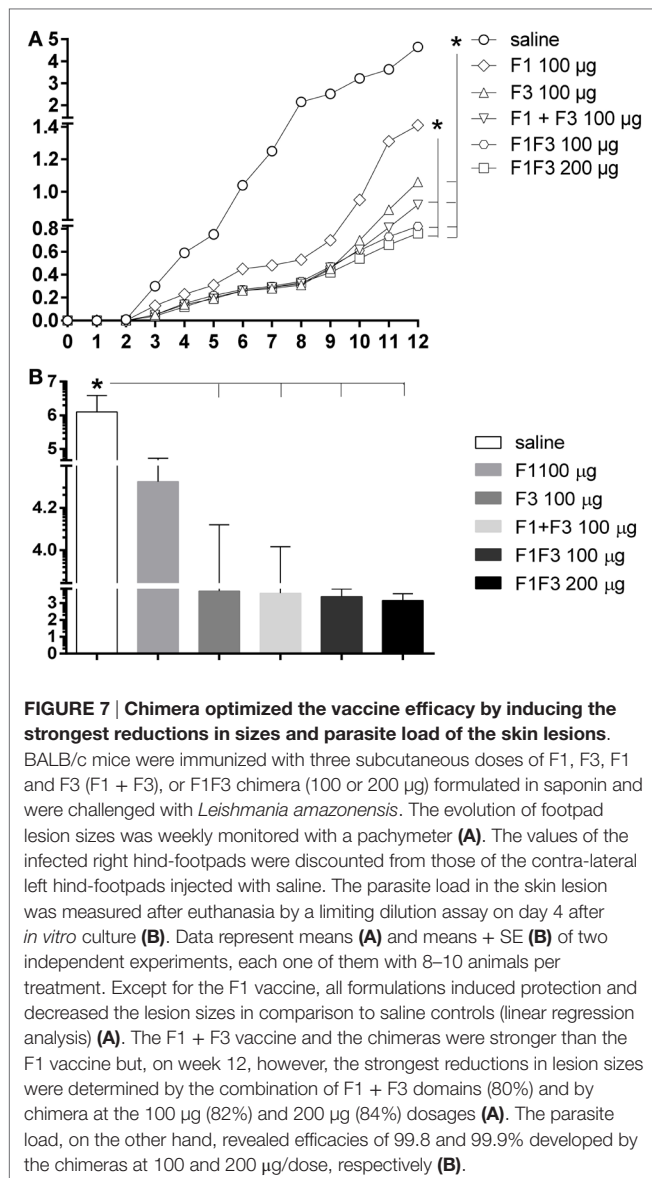 A
5
4
3
2
1.4
1.0
0.8
0.6
0.4
0.2
0.0
0 1 2 3 4 5 6 7 8 9 10 11 12
*
*
saline
F1 100 µg
F3 100 µg
F1 + F3 100 µg
F1F3 100 µg
F1F3 200 µg
B
7
6
5
4.2
4.0
3
2
1
0
*
saline
F1100 µg
F3 100 µg
F1+F3 100 µg
F1F3 100 µg
F1F3 200 µg
FIGURE 7 | Chimera optimized the vaccine efficacy by inducing the
strongest reductions in sizes and parasite load of the skin lesions.
BALB/c mice were immunized with three subcutaneous doses of F1, F3, F1
and F3 (F1 + F3), or F1F3 chimera (100 or 200 µg) formulated in saponin and
were challenged with Leishmania amazonensis. The evolution of footpad
lesion sizes was weekly monitored with a pachymeter (A). The values of the
infected right hind-footpads were discounted from those of the contra-lateral
left hind-footpads injected with saline. The parasite load in the skin lesion
was measured after euthanasia by a limiting dilution assay on day 4 after
in vitro culture (B). Data represent means (A) and means + SE (B) of two
independent experiments, each one of them with 8–10 animals per
treatment. Except for the F1 vaccine, all formulations induced protection and
decreased the lesion sizes in comparison to saline controls (linear regression
analysis) (A). The F1 + F3 vaccine and the chimeras were stronger than the
F1 vaccine but, on week 12, however, the strongest reductions in lesion sizes
were determined by the combination of F1 + F3 domains (80%) and by
chimera at the 100 µg (82%) and 200 µg (84%) dosages (A). The parasite
load, on the other hand, revealed efficacies of 99.8 and 99.9% developed by
the chimeras at 100 and 200 µg/dose, respectively (B).